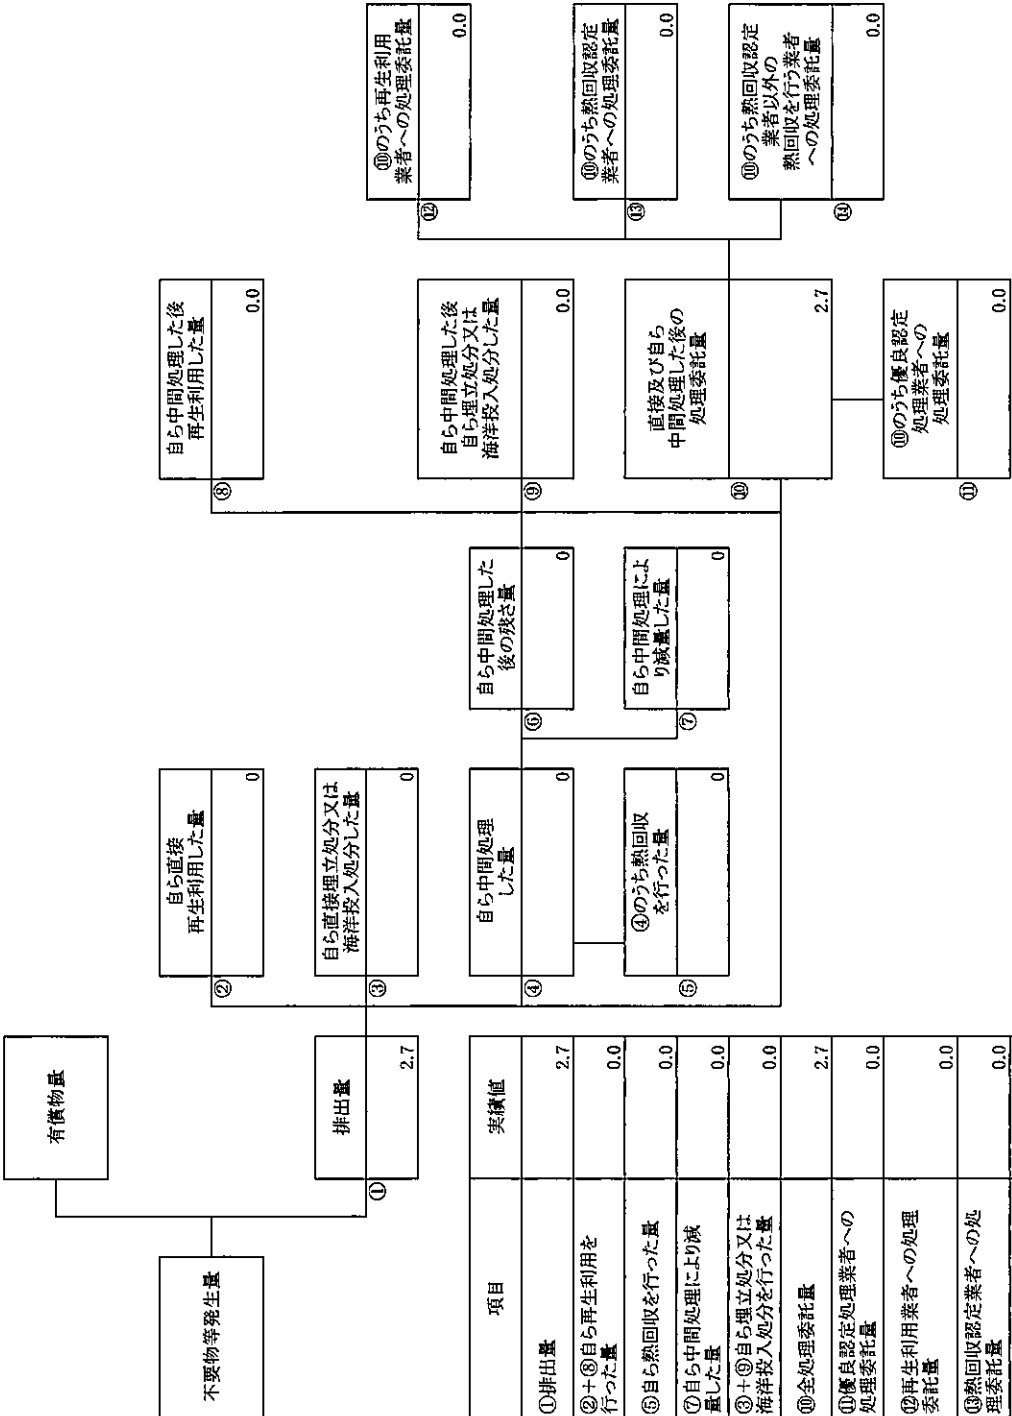 不要物等発生量
有償物量
①
排出量
2.7
②
自ら直接
再生利用した量
0
③
自ら直接埋立処分又は
海洋投入処分した量
0
④
自ら中間処理
した量
0
⑤
④のうち熱回収
を行った量
0
⑥
自ら中間処理した
後の残さ量
0
⑦
自ら中間処理によ
り減量した量
0
⑧
自ら中間処理した後
再生利用した量
0.0
⑨
自ら中間処理した後
自ら埋立処分又は
海洋投入処分した量
0.0
⑩
直接及び自ら
中間処理した後の
処理委託量
2.7
⑪
⑩のうち優良認定
処理業者への
処理委託量
0.0
⑫
⑩のうち再生利用
業者への処理委託量
0.0
⑬
⑩のうち熱回収認定
業者への処理委託量
0.0
⑭
⑩のうち熱回収認定
業者以外の
熱回収を行う業者
への処理委託量
0.0
項目 実績値
①排出量 2.7
②+⑧自ら再生利用を
行った量 0.0
⑤自ら熱回収を行った量 0.0
⑦自ら中間処理により減
量した量 0.0
③+⑨自ら埋立処分又は
海洋投入処分を行った量 0.0
⑩全処理委託量 2.7
⑪優良認定処理業者への
処理委託量 0.0
⑫再生利用業者への処理
委託量 0.0
⑬熱回収認定業者への処
理委託量 0.0